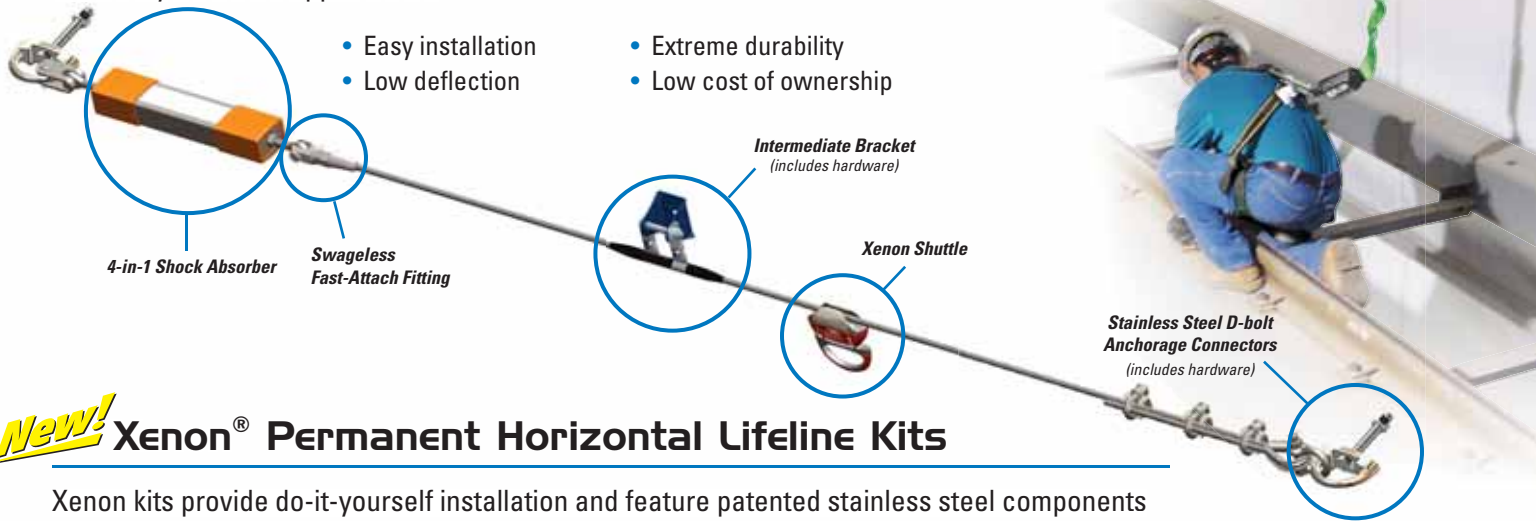 • Easy installation
• Low deflection
• Extreme durability
• Low cost of ownership
Intermediate Bracket
(includes hardware)
4-in-1 Shock Absorber
Swageless
Fast-Attach Fitting
Xenon Shuttle
Stainless Steel D-bolt
Anchorage Connectors
(includes hardware)
New! Xenon® Permanent Horizontal Lifeline Kits
Xenon kits provide do-it-yourself installation and feature patented stainless steel components